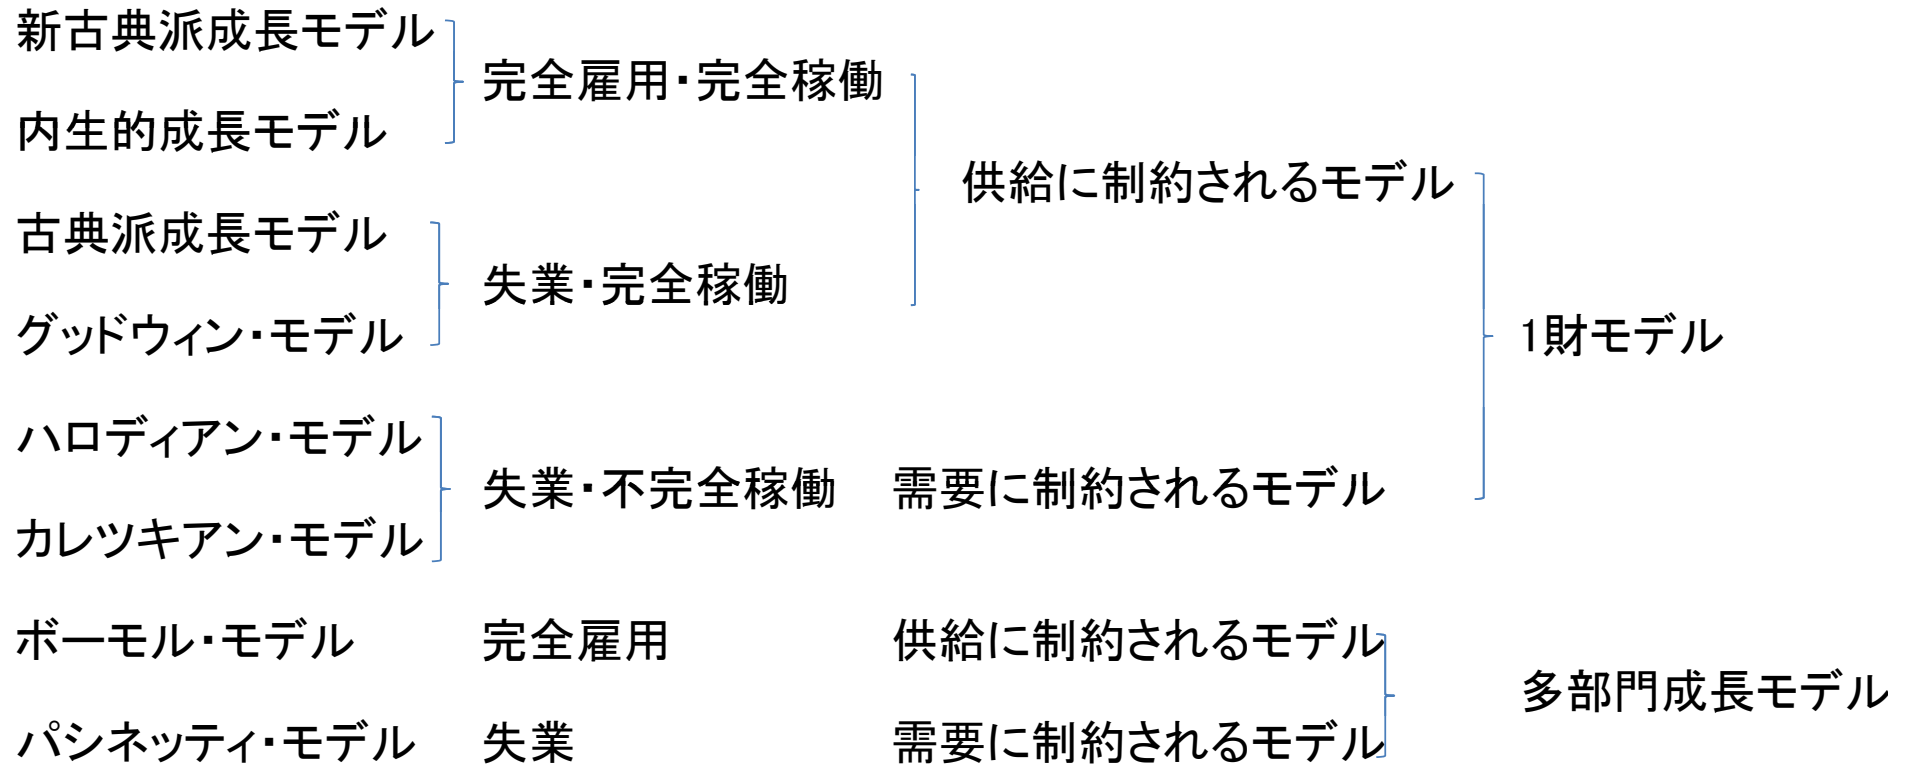 新古典派成長モデル
完全雇用・完全稼働
内生的成長モデル
供給に制約されるモデル
古典派成長モデル
失業・完全稼働
グッドウィン・モデル
1財モデル
ハロディアン・モデル
失業・不完全稼働 需要に制約されるモデル
カレツキアン・モデル
ボーモル・モデル 完全雇用 供給に制約されるモデル
多部門成長モデル
パシネッティ・モデル 失業 需要に制約されるモデル